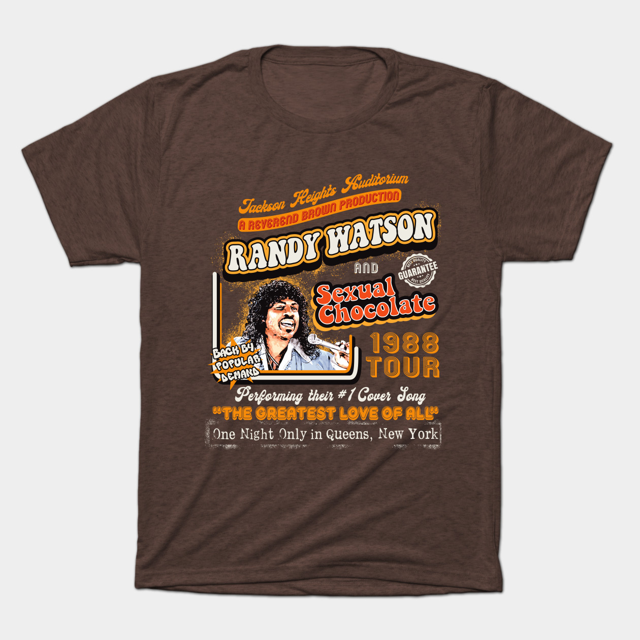 Jackson Heights Auditorium
A REVEREND BROWN PRODUCTION
RANDY WATSON
AND
GUARANTEE
Sexual
Chocolate
1988
TOUR
BACK BY
POPULAR
DEMAND
Performing their #1 Cover Song
"THE GREATEST LOVE OF ALL"
One Night Only in Queens, New York